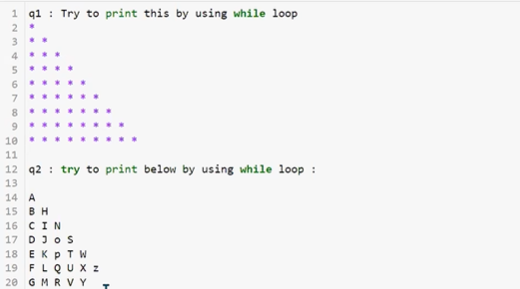 1 q1 : Try to print this by using while loop
2 *
3 * *
4 * * *
5 * * * *
6 * * * * *
7 * * * * * *
8 * * * * * * *
9 * * * * * * * *
10 * * * * * * * * *
11
12 q2 : try to print below by using while loop :
13
14 A
15 B H
16 C I N
17 D J o S
18 E K p T W
19 F L Q U X z
20 G M R V Y